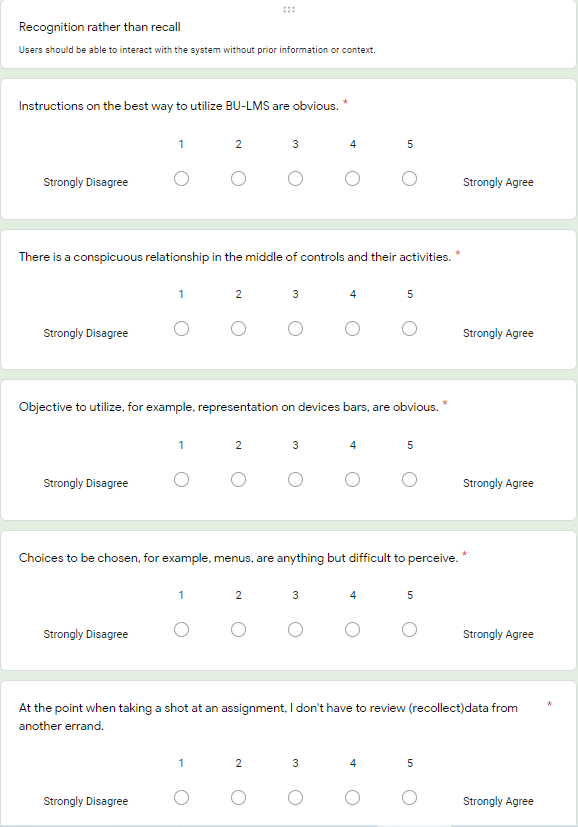 Recognition rather than recall
Users should be able to interact with the system without prior information or context.
Instructions on the best way to utilize BU-LMS are obvious. *
1 2 3 4 5
Strongly Disagree Strongly Agree
There is a conspicuous relationship in the middle of controls and their activities. *
1 2 3 4 5
Strongly Disagree Strongly Agree
Objective to utilize, for example, representation on devices bars, are obvious. *
1 2 3 4 5
Strongly Disagree Strongly Agree
Choices to be chosen, for example, menus, are anything but difficult to perceive. *
1 2 3 4 5
Strongly Disagree Strongly Agree
At the point when taking a shot at an assignment, I don't have to review (recollect)data from *
another errand.
1 2 3 4 5
Strongly Disagree Strongly Agree